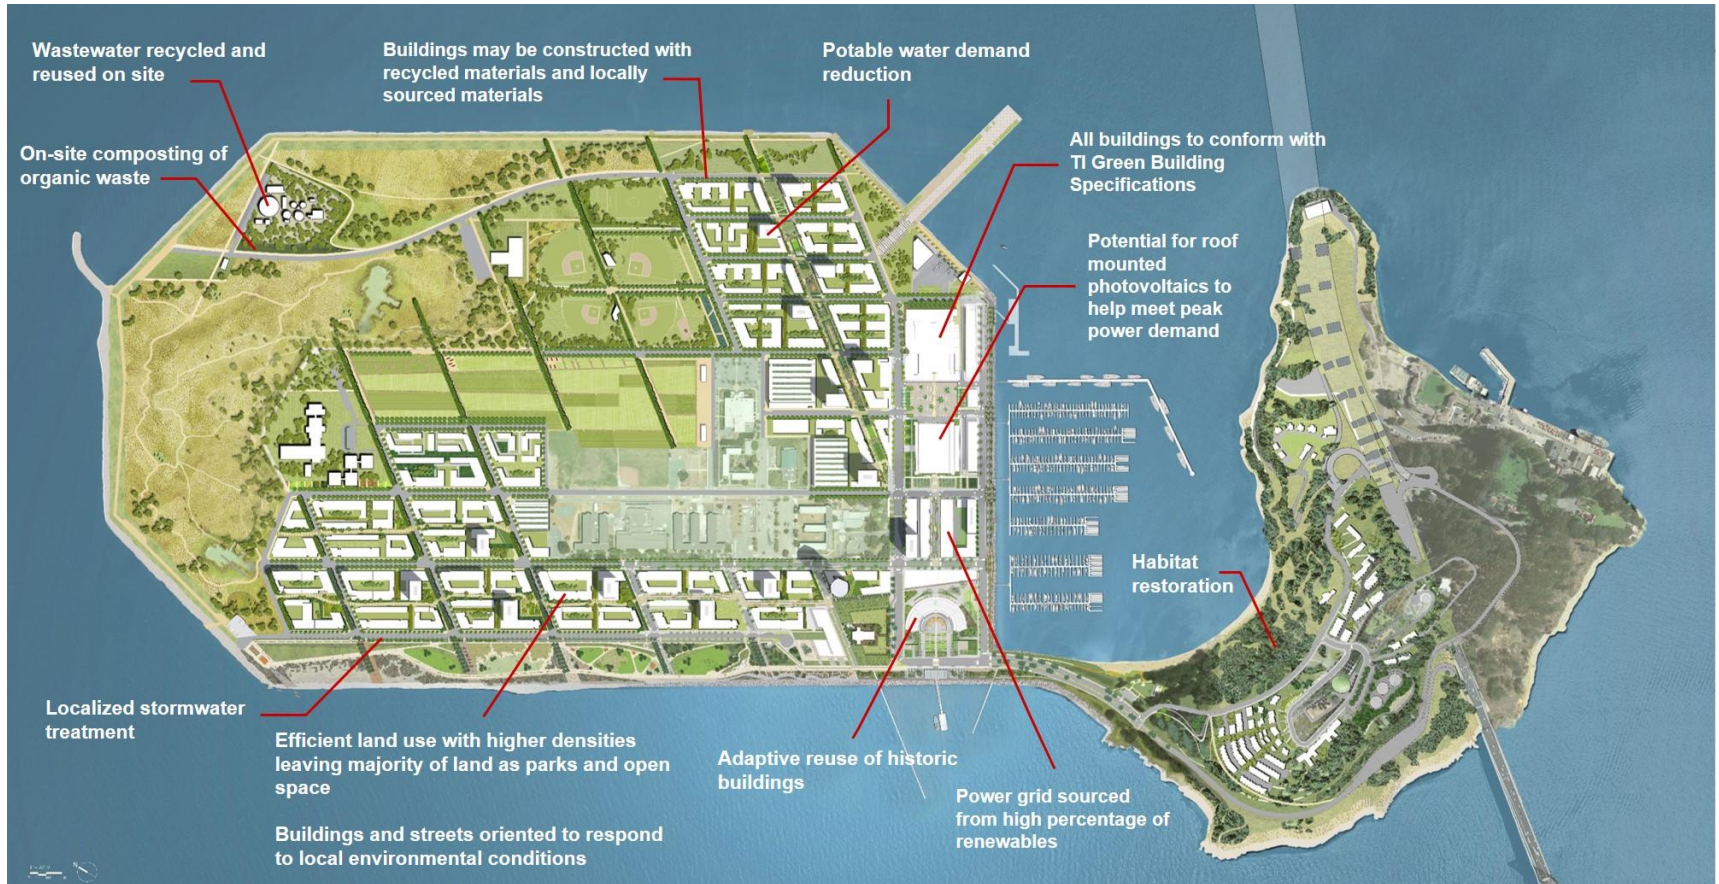 Wastewater recycled and
reused on site
Buildings may be constructed with
recycled materials and locally
sourced materials
Potable water demand
reduction
All buildings to conform with
TI Green Building
Specifications
On-site composting of
organic waste
Potential for roof
mounted
photovoltaics to
help meet peak
power demand
Habitat
restoration
Localized stormwater
treatment
Efficient land use with higher densities
leaving majority of land as parks and open
space
Buildings and streets oriented to respond
to local environmental conditions
Adaptive reuse of historic
buildings
Power grid sourced
from high percentage of
renewables
N